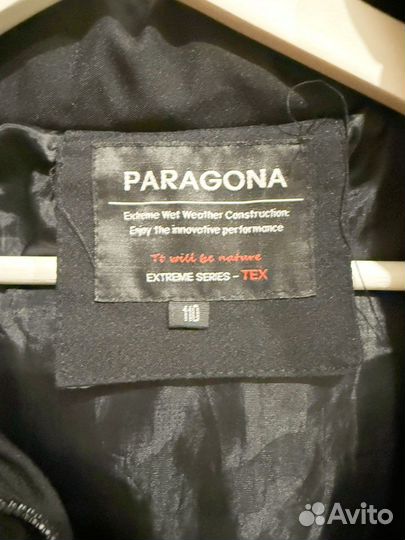 PARAGONA
Extreme Wet Weather Construction:
Enjoy the innovative performance
It will be nature
EXTREME SERIES - TEX
110
Avito